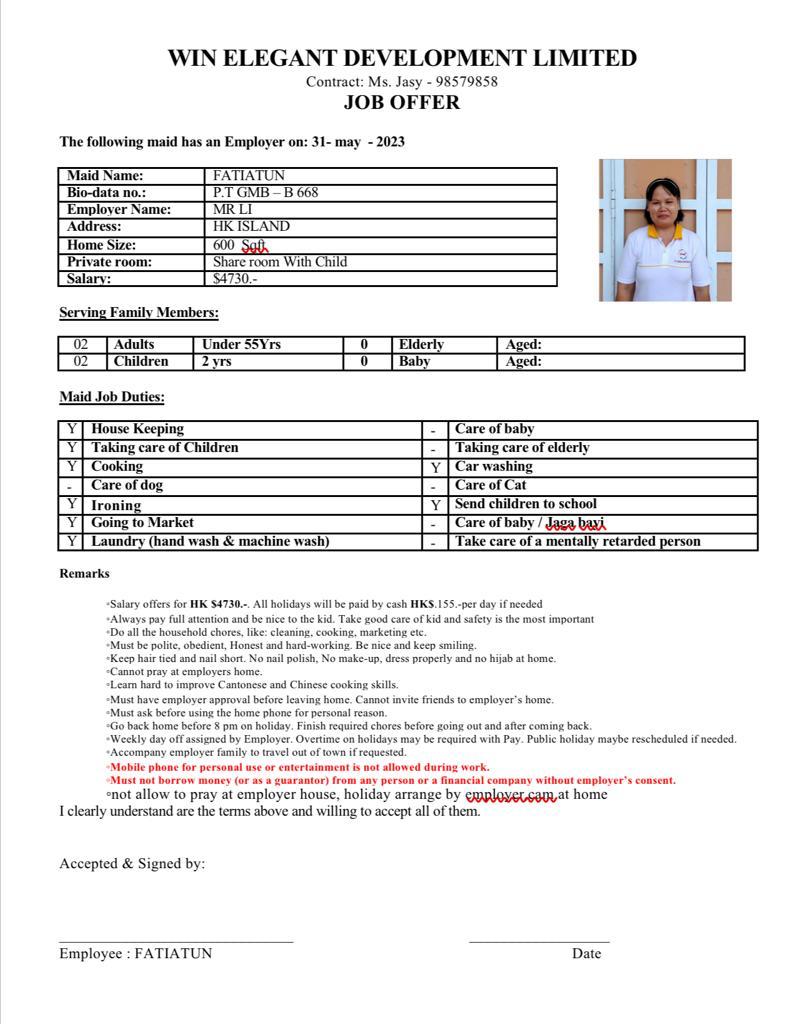 WIN ELEGANT DEVELOPMENT LIMITED
Contract: Ms. Jasy - 98579858
JOB OFFER
The following maid has an Employer on: 31- may - 2023
Maid Name: FATIATUN
Bio-data no.: P.T GMB – B 668
Employer Name: MR LI
Address: HK ISLAND
Home Size: 600 Sqft
Private room: Share room With Child
Salary: $4730.-
Serving Family Members:
02 Adults Under 55Yrs 0 Elderly Aged:
02 Children 2 yrs 0 Baby Aged:
Maid Job Duties:
Y House Keeping - Care of baby
Y Taking care of Children - Taking care of elderly
Y Cooking Y Car washing
- Care of dog - Care of Cat
Y Ironing Y Send children to school
Y Going to Market - Care of baby / Jaga bayi
Y Laundry (hand wash & machine wash) - Take care of a mentally retarded person
Remarks
▫Salary offers for HK $4730.-. All holidays will be paid by cash HK$.155.-per day if needed
▫Always pay full attention and be nice to the kid. Take good care of kid and safety is the most important
▫Do all the household chores, like: cleaning, cooking, marketing etc.
▫Must be polite, obedient, Honest and hard-working. Be nice and keep smiling.
▫Keep hair tied and nail short. No nail polish, No make-up, dress properly and no hijab at home.
▫Cannot pray at employers home.
▫Learn hard to improve Cantonese and Chinese cooking skills.
▫Must have employer approval before leaving home. Cannot invite friends to employer’s home.
▫Must ask before using the home phone for personal reason.
▫Go back home before 8 pm on holiday. Finish required chores before going out and after coming back.
▫Weekly day off assigned by Employer. Overtime on holidays may be required with Pay. Public holiday maybe rescheduled if needed.
▫Accompany employer family to travel out of town if requested.
▫Mobile phone for personal use or entertainment is not allowed during work.
▫Must not borrow money (or as a guarantor) from any person or a financial company without employer’s consent.
▫not allow to pray at employer house, holiday arrange by employer.cam at home
I clearly understand are the terms above and willing to accept all of them.
Accepted & Signed by:
Employee : FATIATUN Date